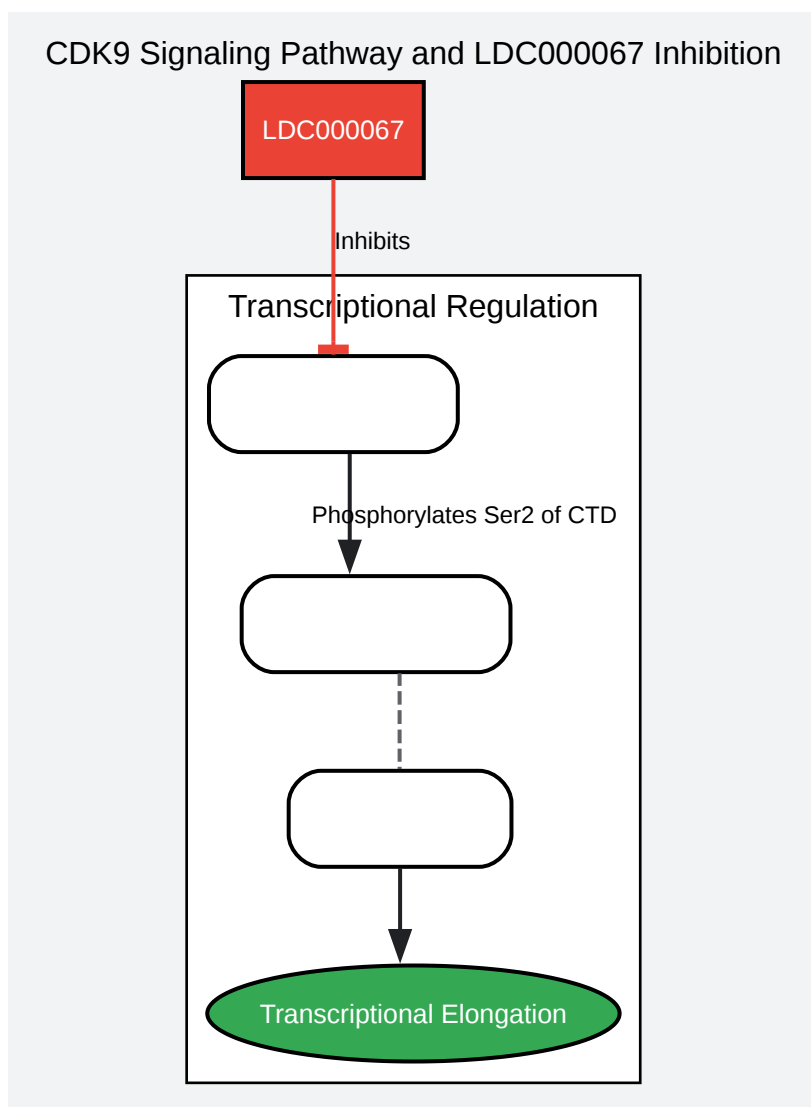 CDK9 Signaling Pathway and LDC000067 Inhibition
LDC000067
Inhibits
Transcriptional Regulation
Phosphorylates Ser2 of CTD
Transcriptional Elongation